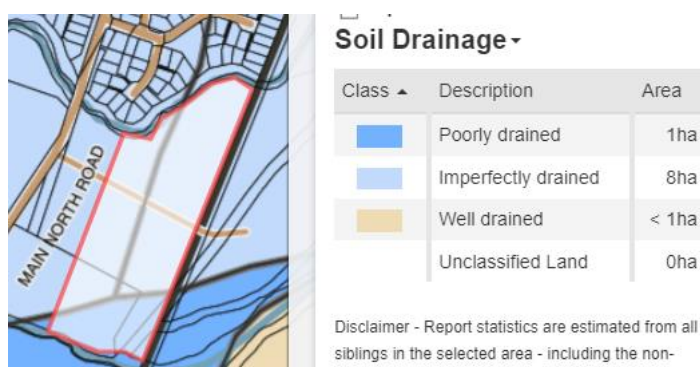 MAIN NORTH ROAD
Soil Drainage
Class Description Area
Poorly drained 1ha
Imperfectly drained 8ha
Well drained < 1ha
Unclassified Land 0ha
Disclaimer - Report statistics are estimated from all
siblings in the selected area - including the non-